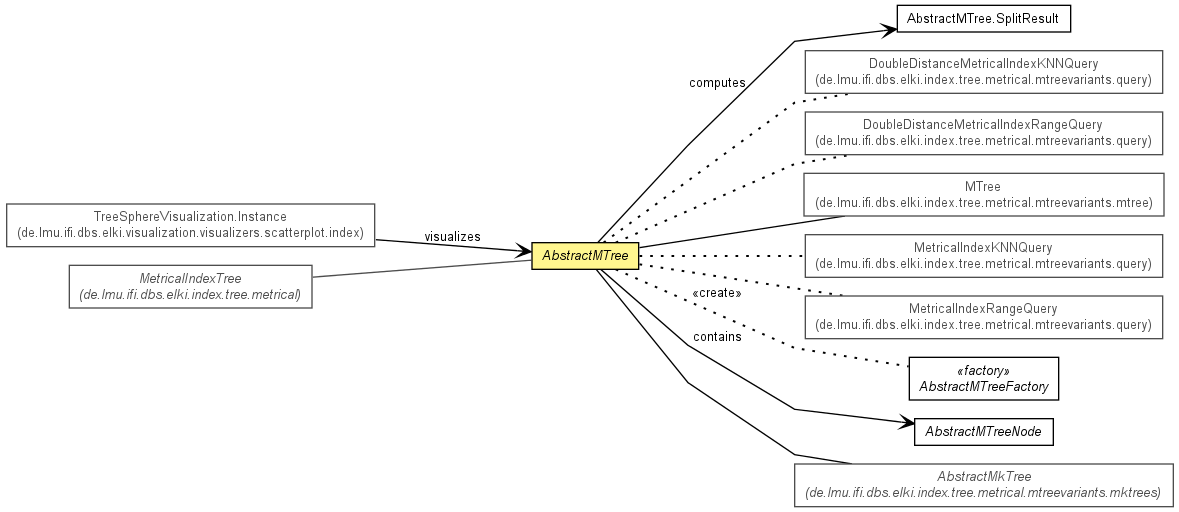 AbstractMTree.SplitResult
DoubleDistanceMetricalIndexKNNQuery
(de.lmu.ifi.dbs.elki.index.tree.metrical.mtreevariants.query)
computes
DoubleDistanceMetricalIndexRangeQuery
(de.lmu.ifi.dbs.elki.index.tree.metrical.mtreevariants.query)
MTree
(de.lmu.ifi.dbs.elki.index.tree.metrical.mtreevariants.mtree)
TreeSphereVisualization.Instance
(de.lmu.ifi.dbs.elki.visualization.visualizers.scatterplot.index)
visualizes
AbstractMTree
MetricalIndexKNNQuery
(de.lmu.ifi.dbs.elki.index.tree.metrical.mtreevariants.query)
MetricalIndexTree
(de.lmu.ifi.dbs.elki.index.tree.metrical)
«create»
MetricalIndexRangeQuery
(de.lmu.ifi.dbs.elki.index.tree.metrical.mtreevariants.query)
contains
«factory»
AbstractMTreeFactory
AbstractMTreeNode
AbstractMkTree
(de.lmu.ifi.dbs.elki.index.tree.metrical.mtreevariants.mktrees)